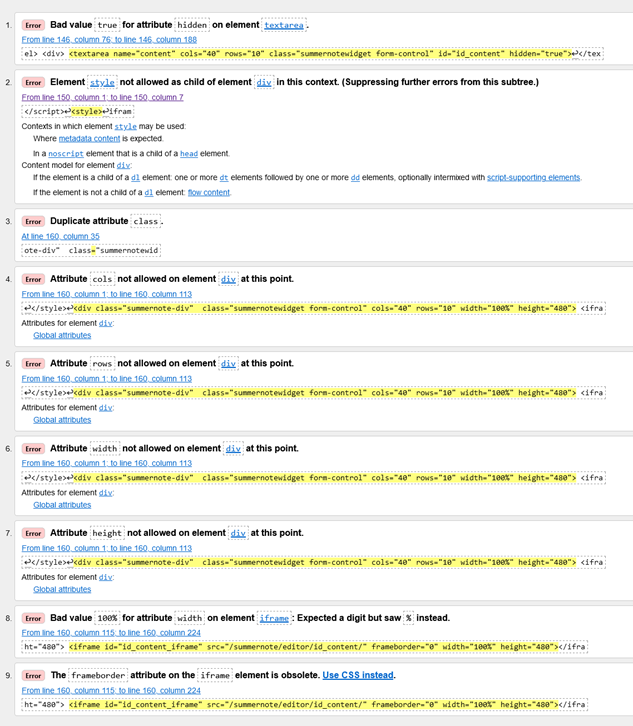 1. Error Bad value true for attribute hidden on element textarea.
From line 146, column 76; to line 146, column 188
el> <div> <textarea name="content" cols="40" rows="10" class="summernotewidget form-control" id="id_content" hidden="true">↩</tex
2. Error Element style not allowed as child of element div in this context. (Suppressing further errors from this subtree.)
From line 150, column 1; to line 150, column 7
</script>↩<style>↩ifram
Contexts in which element style may be used:
Where metadata content is expected.
In a noscript element that is a child of a head element.
Content model for element div:
If the element is a child of a dl element: one or more dt elements followed by one or more dd elements, optionally intermixed with script-supporting elements.
If the element is not a child of a dl element: flow content.
3. Error Duplicate attribute class.
At line 160, column 35
ote-div"  class="summernotewid
4. Error Attribute cols not allowed on element div at this point.
From line 160, column 1; to line 160, column 113
↩</style>↩<div class="summernote-div"  class="summernotewidget form-control" cols="40" rows="10" width="100%" height="480"> <ifra
Attributes for element div:
Global attributes
5. Error Attribute rows not allowed on element div at this point.
From line 160, column 1; to line 160, column 113
↩</style>↩<div class="summernote-div"  class="summernotewidget form-control" cols="40" rows="10" width="100%" height="480"> <ifra
Attributes for element div:
Global attributes
6. Error Attribute width not allowed on element div at this point.
From line 160, column 1; to line 160, column 113
↩</style>↩<div class="summernote-div"  class="summernotewidget form-control" cols="40" rows="10" width="100%" height="480"> <ifra
Attributes for element div:
Global attributes
7. Error Attribute height not allowed on element div at this point.
From line 160, column 1; to line 160, column 113
↩</style>↩<div class="summernote-div"  class="summernotewidget form-control" cols="40" rows="10" width="100%" height="480"> <ifra
Attributes for element div:
Global attributes
8. Error Bad value 100% for attribute width on element iframe: Expected a digit but saw % instead.
From line 160, column 115; to line 160, column 224
ht="480"> <iframe id="id_content_iframe" src="/summernote/editor/id_content/" frameborder="0" width="100%" height="480"></ifra
9. Error The frameborder attribute on the iframe element is obsolete. Use CSS instead.
From line 160, column 115; to line 160, column 224
ht="480"> <iframe id="id_content_iframe" src="/summernote/editor/id_content/" frameborder="0" width="100%" height="480"></ifra